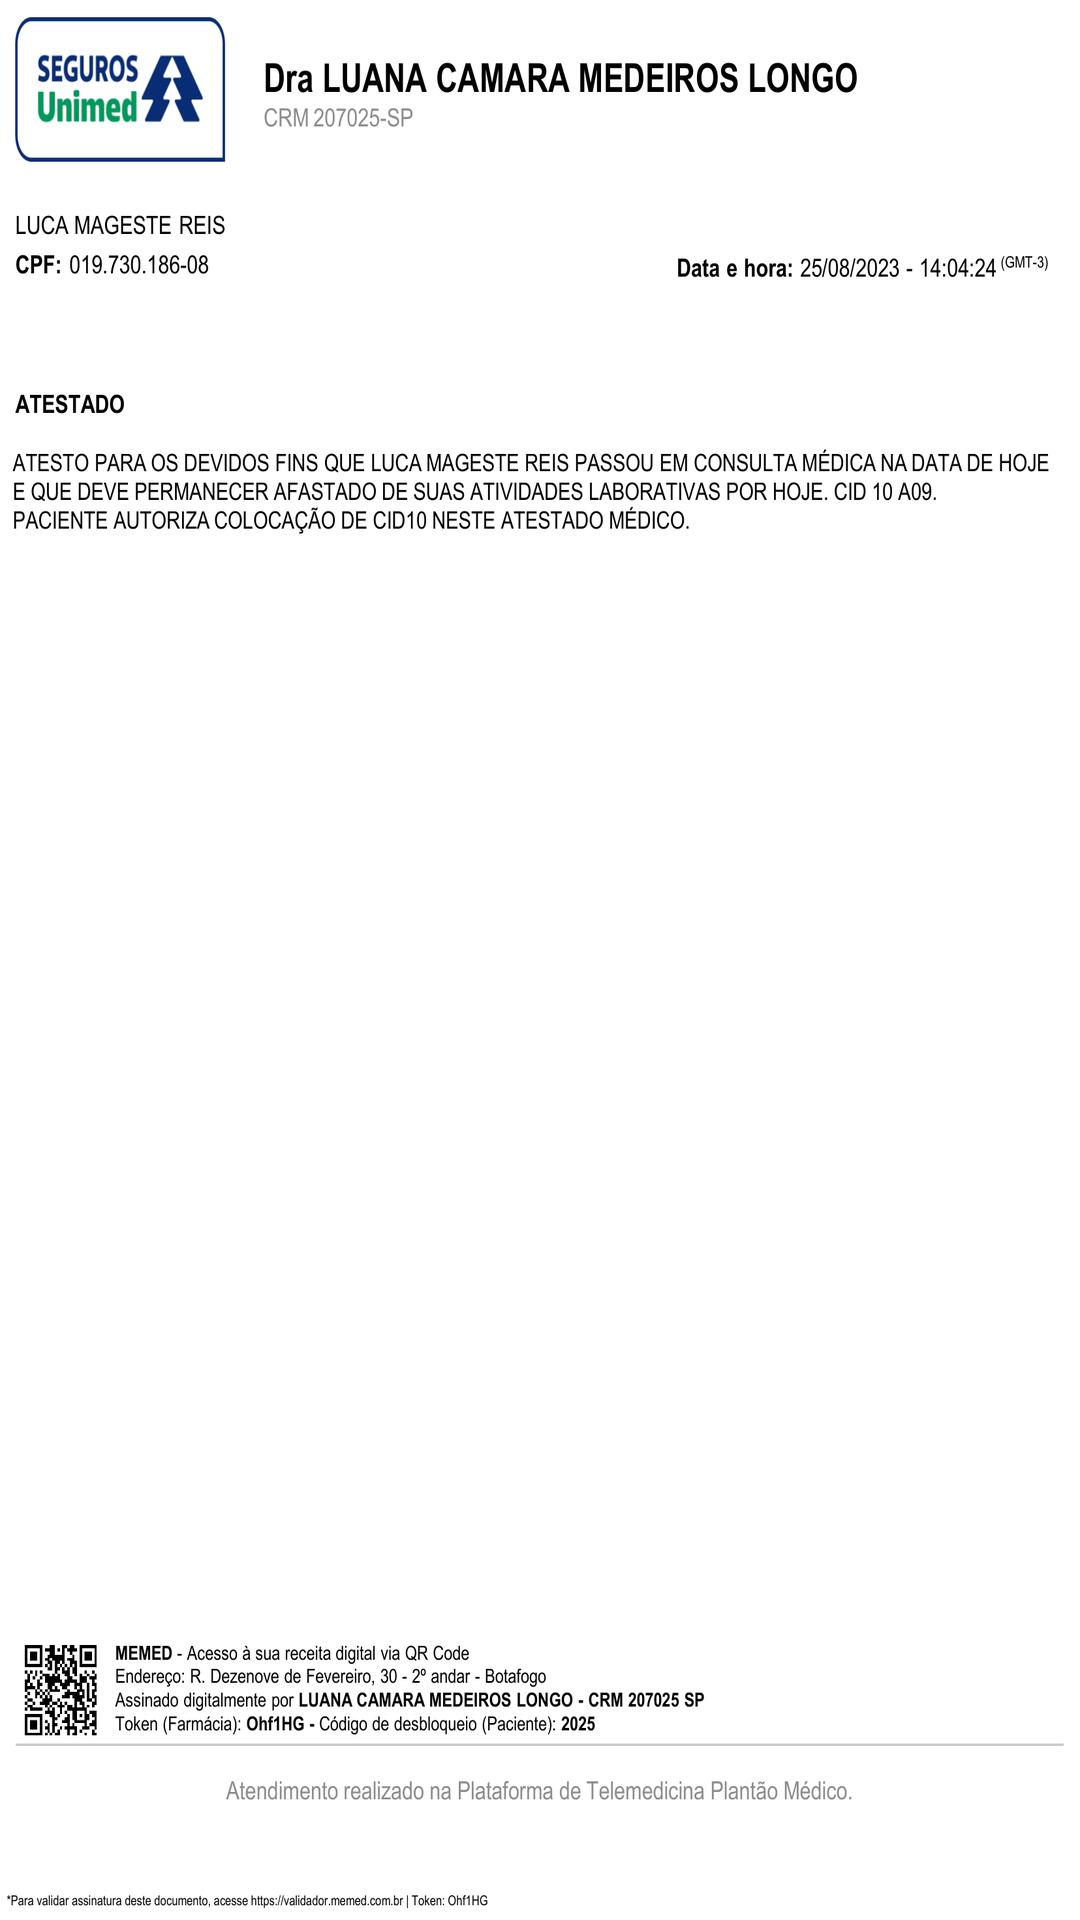 SEGUROS
Unimed
Dra LUANA CAMARA MEDEIROS LONGO
CRM 207025-SP
LUCA MAGESTE REIS
CPF: 019.730.186-08
Data e hora: 25/08/2023 - 14:04:24 (GMT-3)
ATESTADO
ATESTO PARA OS DEVIDOS FINS QUE LUCA MAGESTE REIS PASSOU EM CONSULTA MÉDICA NA DATA DE HOJE
E QUE DEVE PERMANECER AFASTADO DE SUAS ATIVIDADES LABORATIVAS POR HOJE. CID 10 A09.
PACIENTE AUTORIZA COLOCAÇÃO DE CID10 NESTE ATESTADO MÉDICO.
MEMED - Acesso à sua receita digital via QR Code
Endereço: R. Dezenove de Fevereiro, 30 - 2º andar - Botafogo
Assinado digitalmente por LUANA CAMARA MEDEIROS LONGO - CRM 207025 SP
Token (Farmácia): Ohf1HG - Código de desbloqueio (Paciente): 2025
Atendimento realizado na Plataforma de Telemedicina Plantão Médico.
*Para validar assinatura deste documento, acesse https://validador.memed.com.br | Token: Ohf1HG